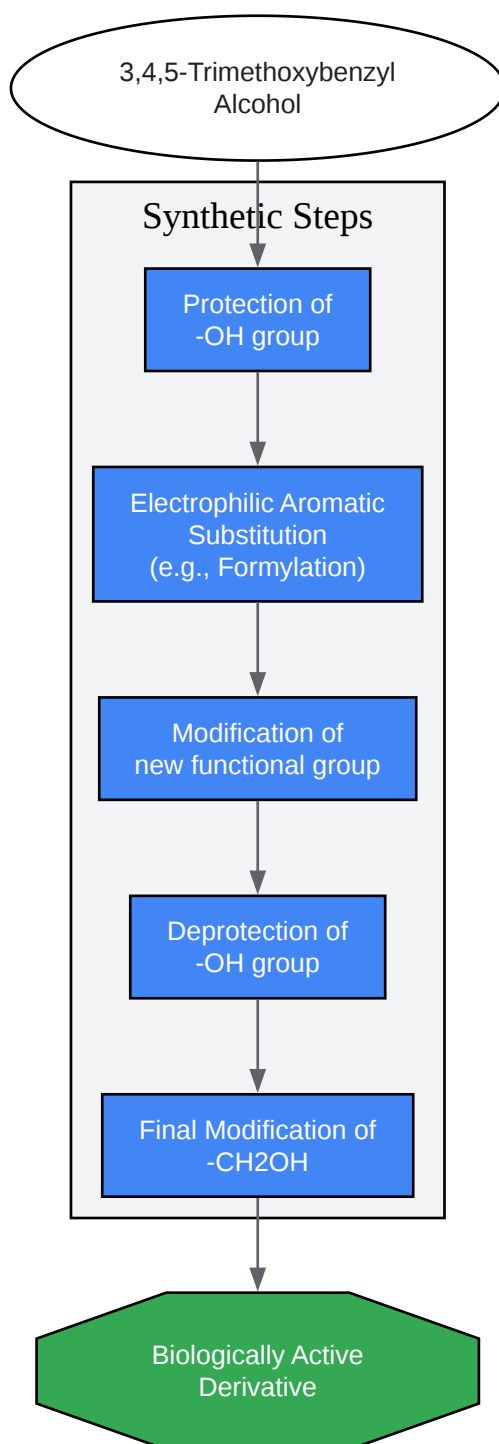 3,4,5-Trimethoxybenzyl
Alcohol
Synthetic Steps
Protection of
-OH group
Electrophilic Aromatic
Substitution
(e.g., Formylation)
Modification of
new functional group
Deprotection of
-OH group
Final Modification of
-CH2OH
Biologically Active
Derivative